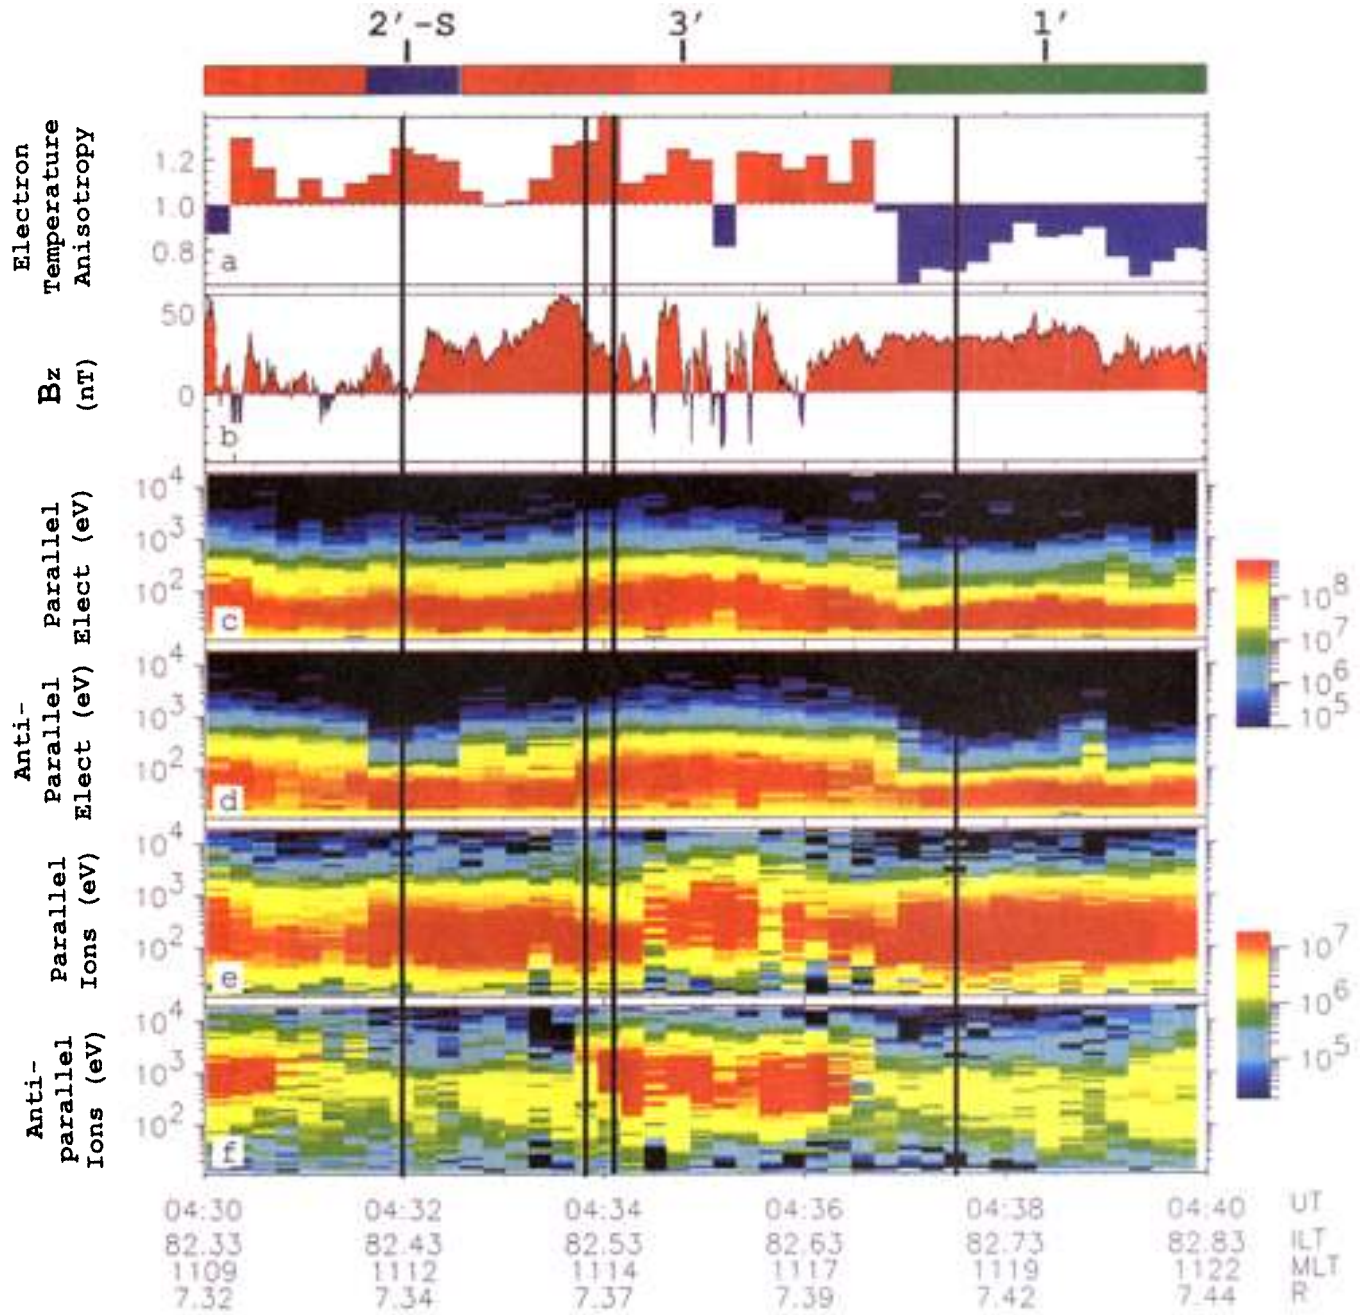 2'-S 3' 1'
Electron
Temperature
Anisotropy
1.2
1.0
0.8
a
Bz
(nT)
50
0
b
Parallel
Elect (eV)
10^4
10^3
10^2
c
Anti-
Parallel
Elect (eV)
10^4
10^3
10^2
d
Parallel
Ions (eV)
10^4
10^3
10^2
e
Anti-
parallel
Ions (eV)
10^4
10^3
10^2
f
10^8
10^7
10^6
10^5
10^7
10^6
10^5
04:30 04:32 04:34 04:36 04:38 04:40 UT
82.33 82.43 82.53 82.63 82.73 82.83 ILT
1109 1112 1114 1117 1119 1122 MLT
7.32 7.34 7.37 7.39 7.42 7.44 R